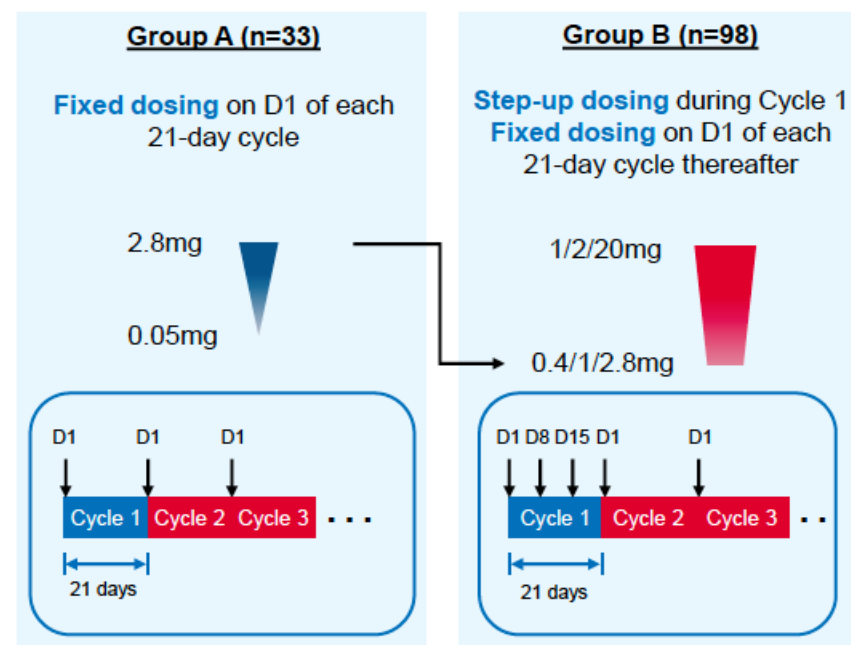 Group A (n=33)
Fixed dosing on D1 of each
21-day cycle
2.8mg
0.05mg
D1 D1 D1
Cycle 1 Cycle 2 Cycle 3 ...
21 days
Group B (n=98)
Step-up dosing during Cycle 1
Fixed dosing on D1 of each
21-day cycle thereafter
1/2/20mg
0.4/1/2.8mg
D1 D8 D15 D1 D1
Cycle 1 Cycle 2 Cycle 3 ..
21 days